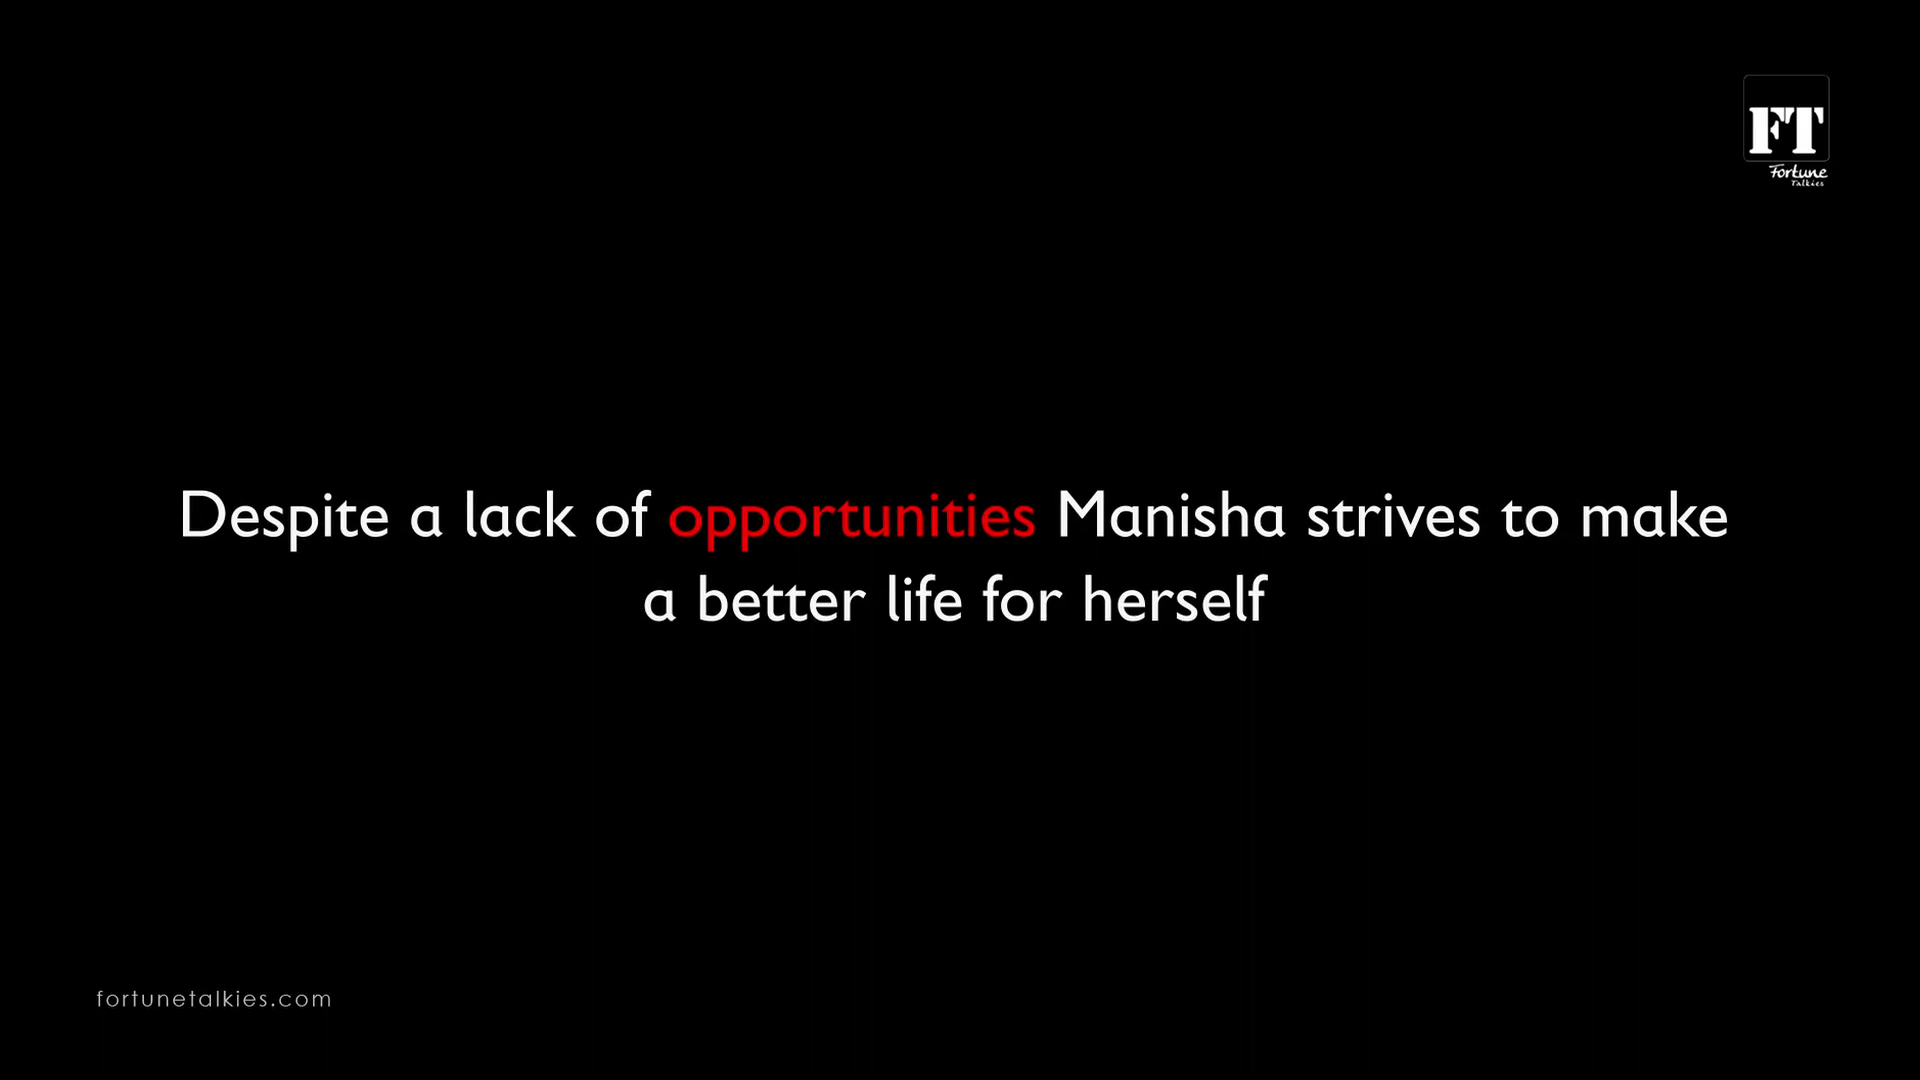 FT
Fortune
Talkies
Despite a lack of opportunities Manisha strives to make
a better life for herself
fortunetalkies.com